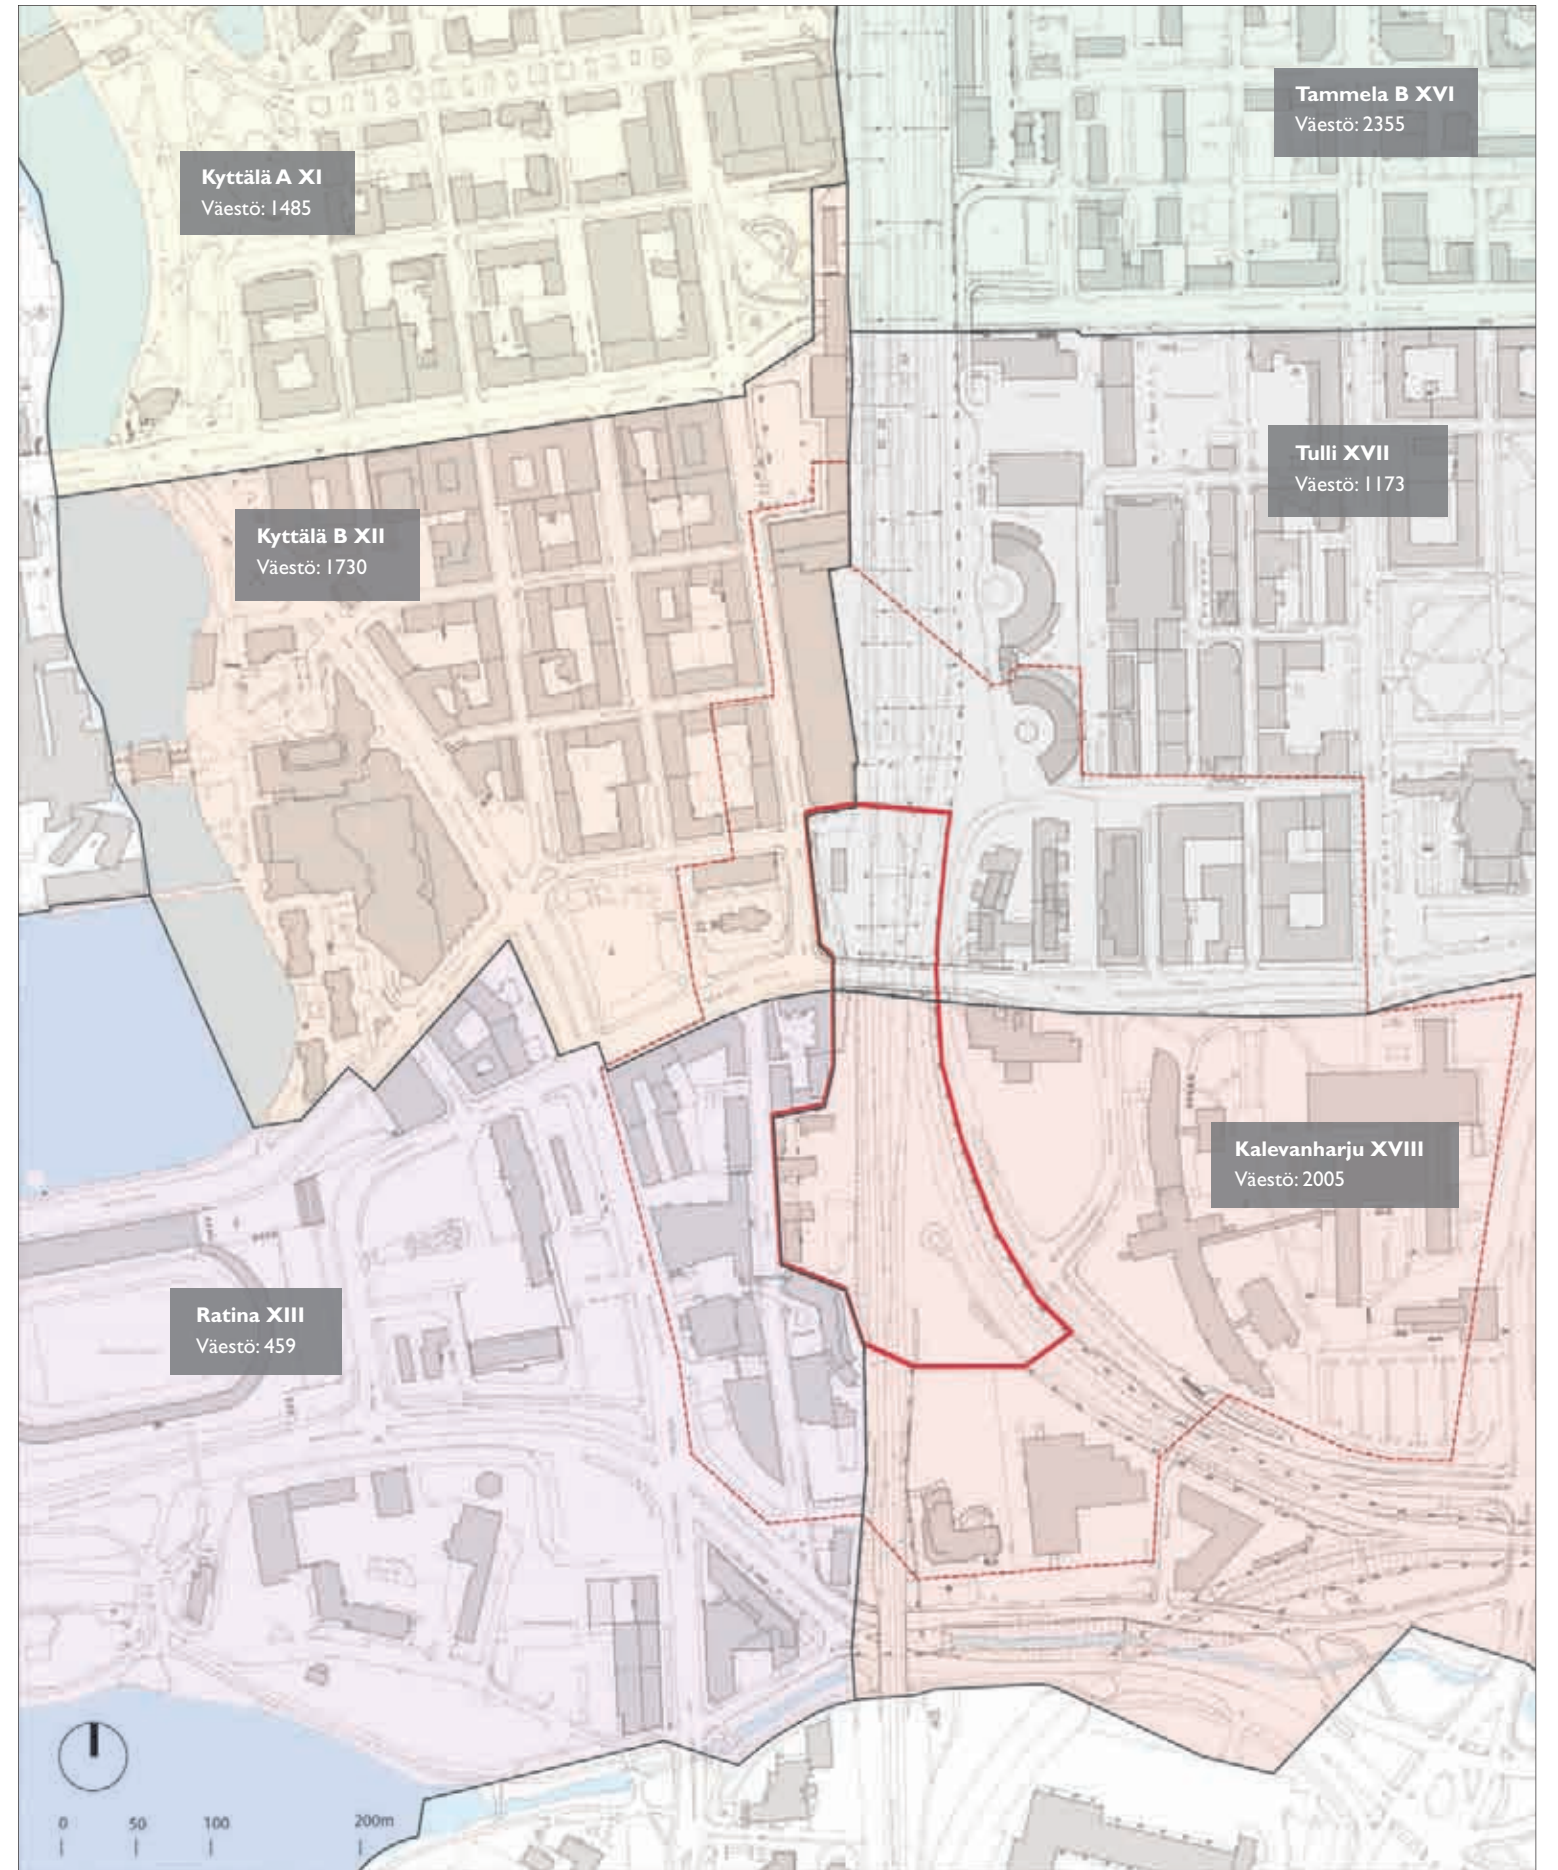 Tammela B XVI
Väestö: 2355
Kyttälä A XI
Väestö: 1485
Tulli XVII
Väestö: 1173
Kyttälä B XII
Väestö: 1730
Kalevanharju XVIII
Väestö: 2005
Ratina XIII
Väestö: 459
0 50 100 200m